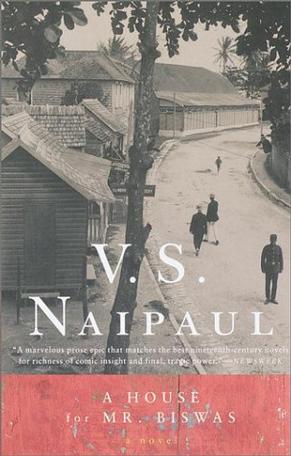 V. S.
NAIPAUL
"A marvelous prose epic that matches the best nineteenth-century novels
for richness of comic insight and final, tragic power." —NEWSWEEK
A HOUSE
for MR. BISWAS
a novel